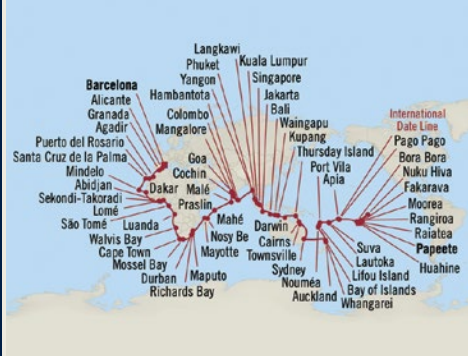 Langkawi
Phuket
Kuala Lumpur
Yangon
Singapore
Hambantota
Jakarta
Colombo
Bali
Mangalore
Waingapu
Kupang
Thursday Island
Port Vila
Apia
International
Date Line
Pago Pago
Bora Bora
Nuku Hiva
Fakarava
Moorea
Rangiroa
Raiatea
Papeete
Huahine
Barcelona
Alicante
Granada
Agadir
Puerto del Rosario
Santa Cruz de la Palma
Mindelo
Abidjan
Dakar
Sekondi-Takoradi
Lomé
São Tomé
Luanda
Walvis Bay
Cape Town
Mossel Bay
Durban
Richards Bay
Maputo
Goa
Cochin
Malé
Praslin
Mahé
Nosy Be
Mayotte
Darwin
Cairns
Townsville
Sydney
Nouméa
Auckland
Suva
Lautoka
Lifou Island
Bay of Islands
Whangarei